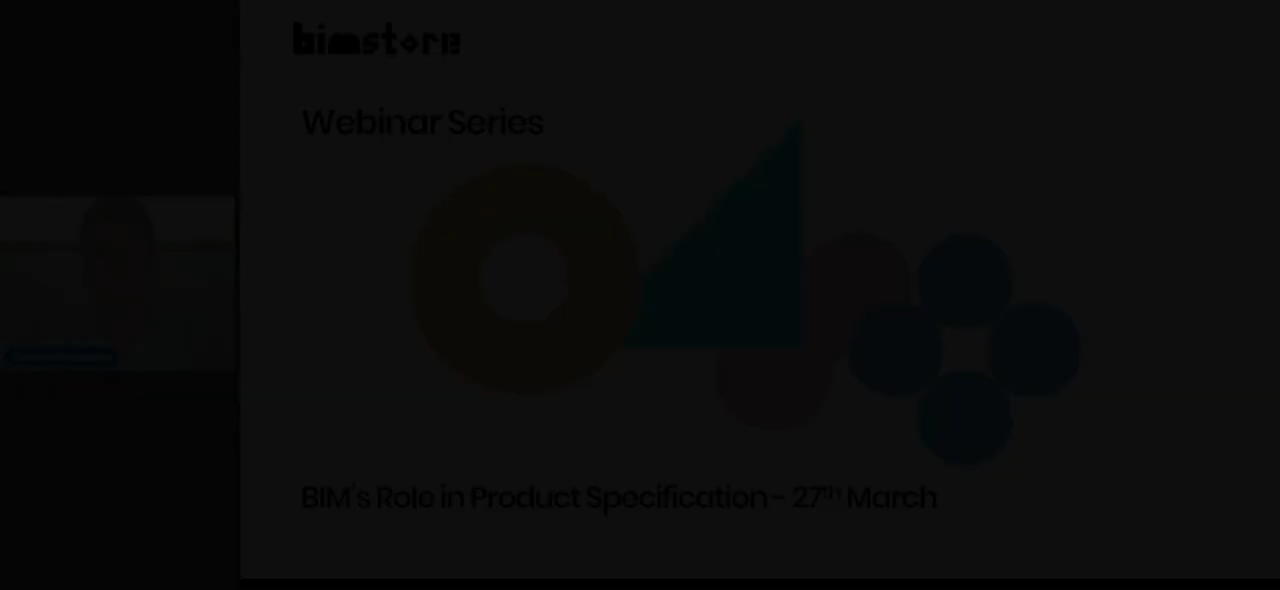 bimstore
Webinar Series
BIM's Role in Product Specification - 27th March